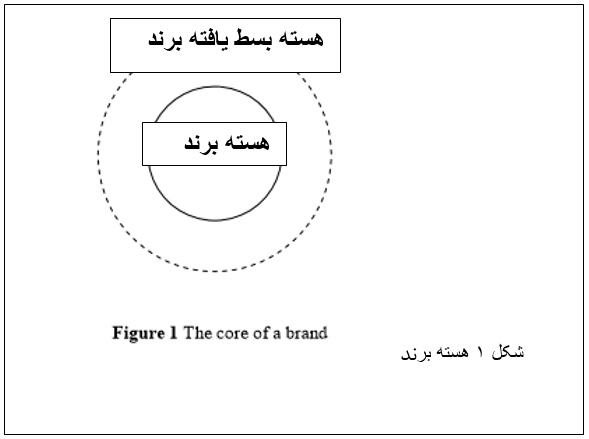 هسته بسط یافته برند
هسته برند
Figure 1 The core of a brand
شکل ۱ هسته برند